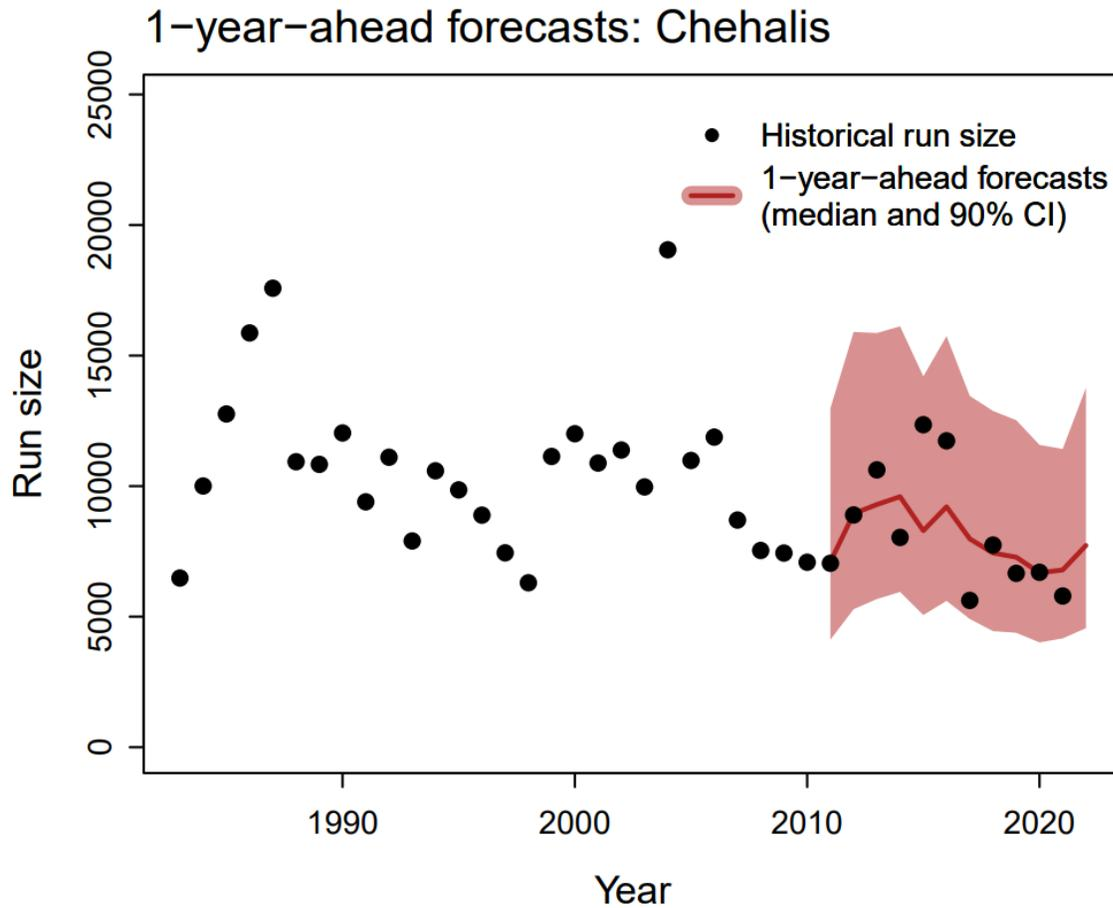 1−year−ahead forecasts: Chehalis
25000
20000
15000
10000
5000
0
Run size
Historical run size
1−year−ahead forecasts
(median and 90% CI)
1990
2000
2010
2020
Year